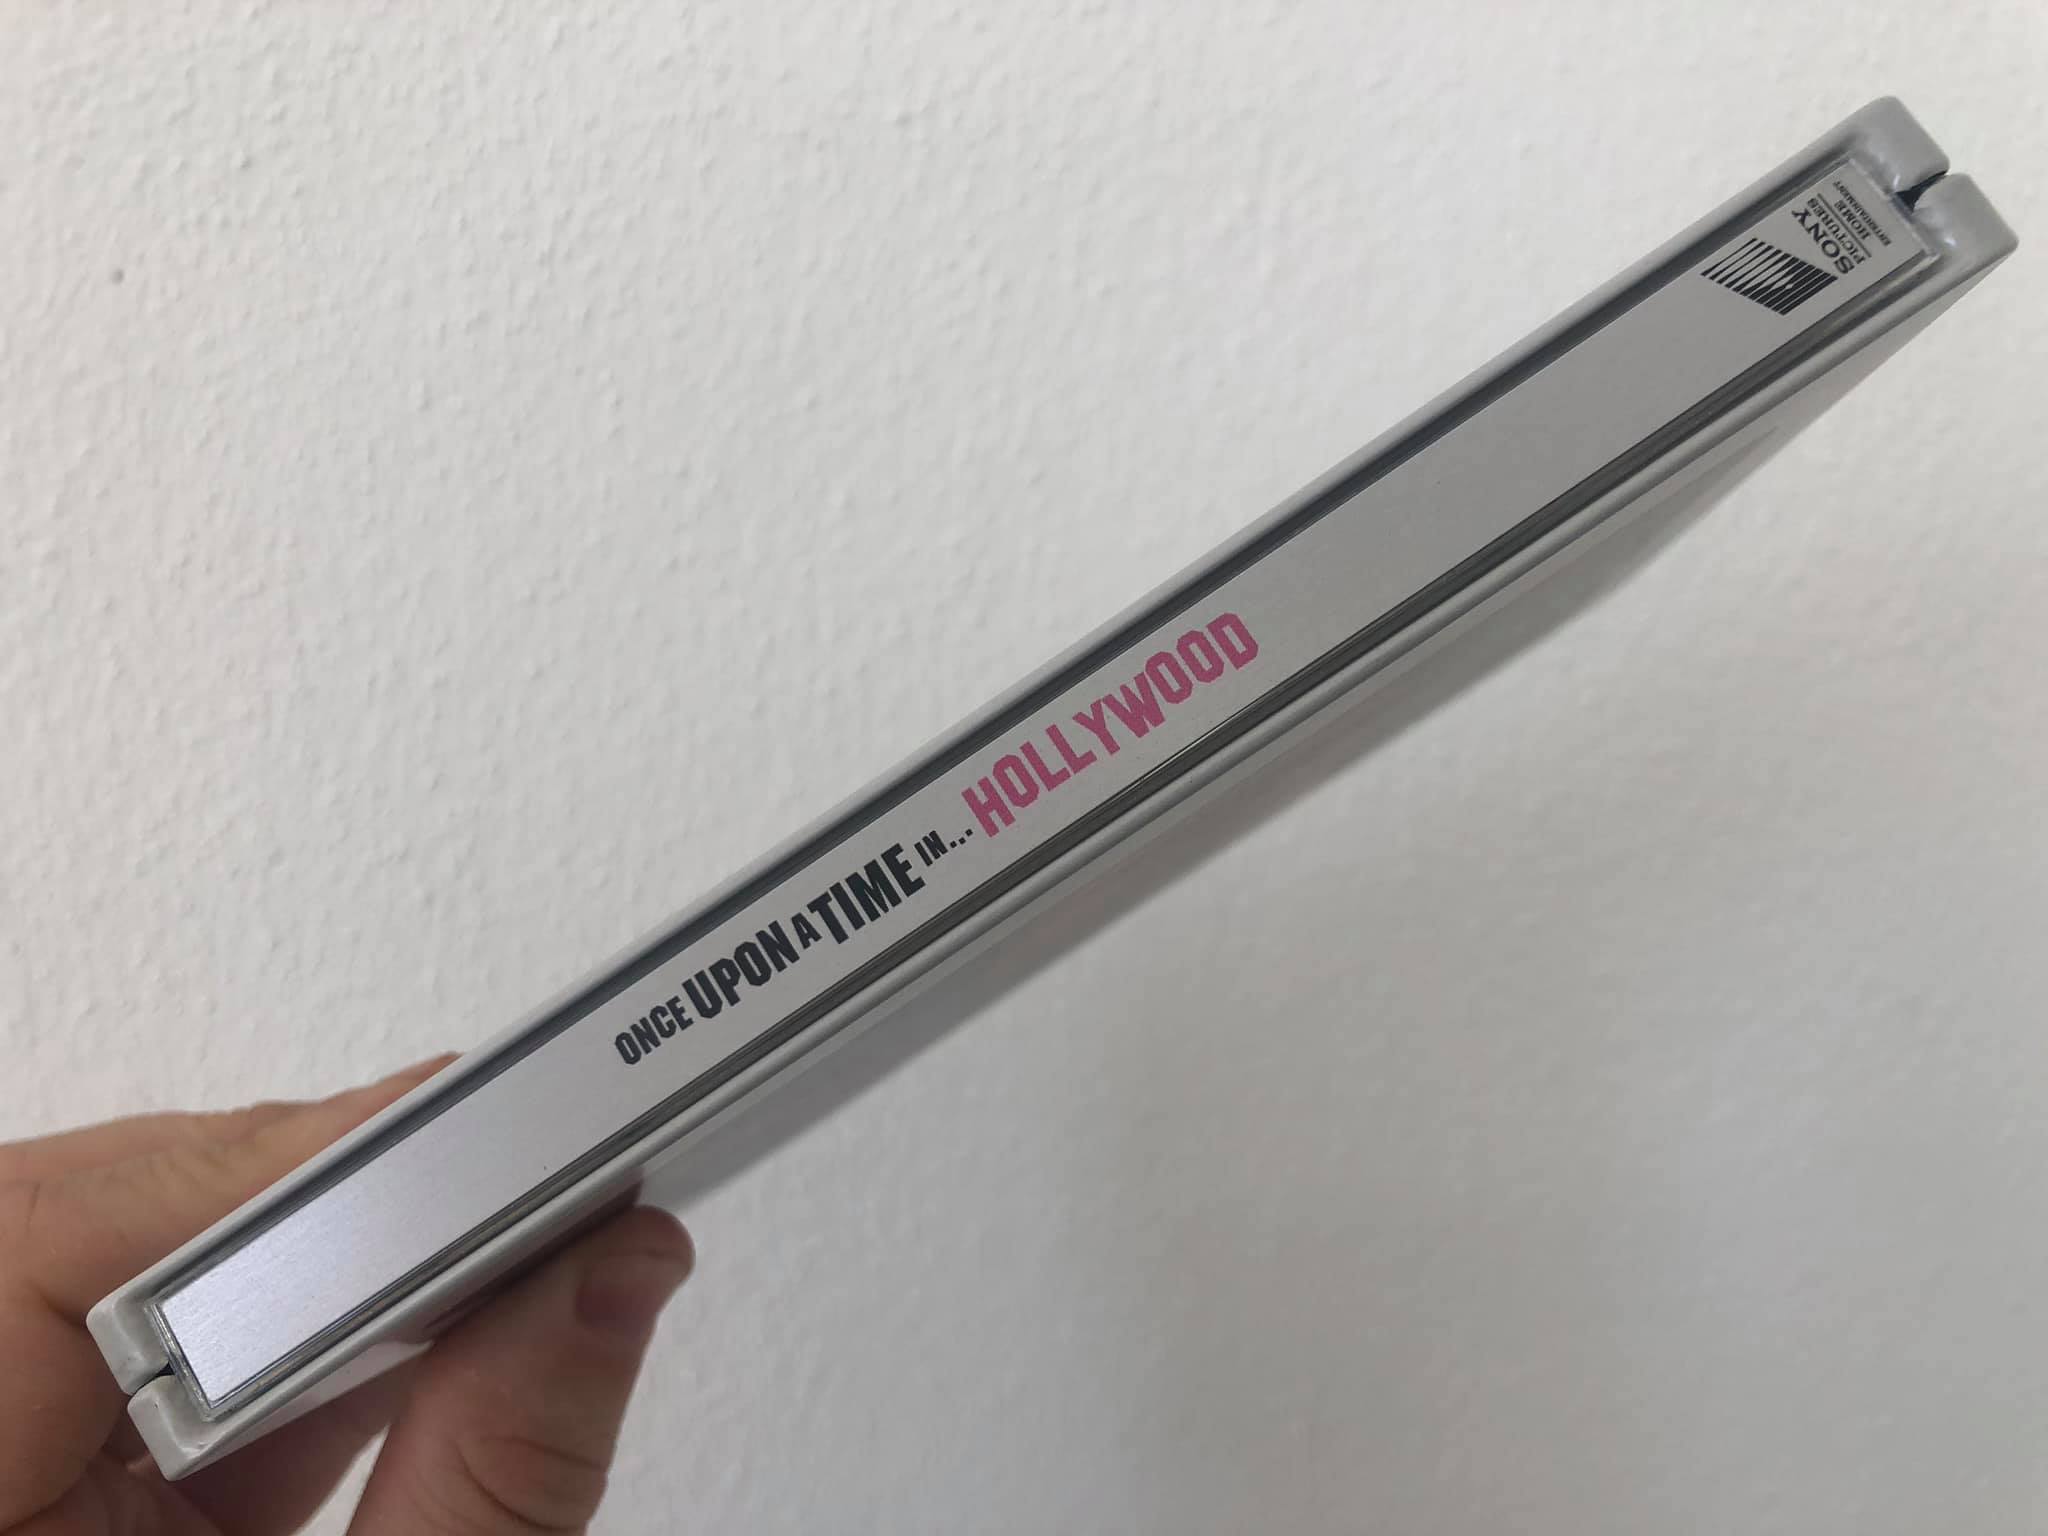 ONCE UPON A TIME IN... HOLLYWOOD
SONY
PICTURES
HOME
ENTERTAINMENT